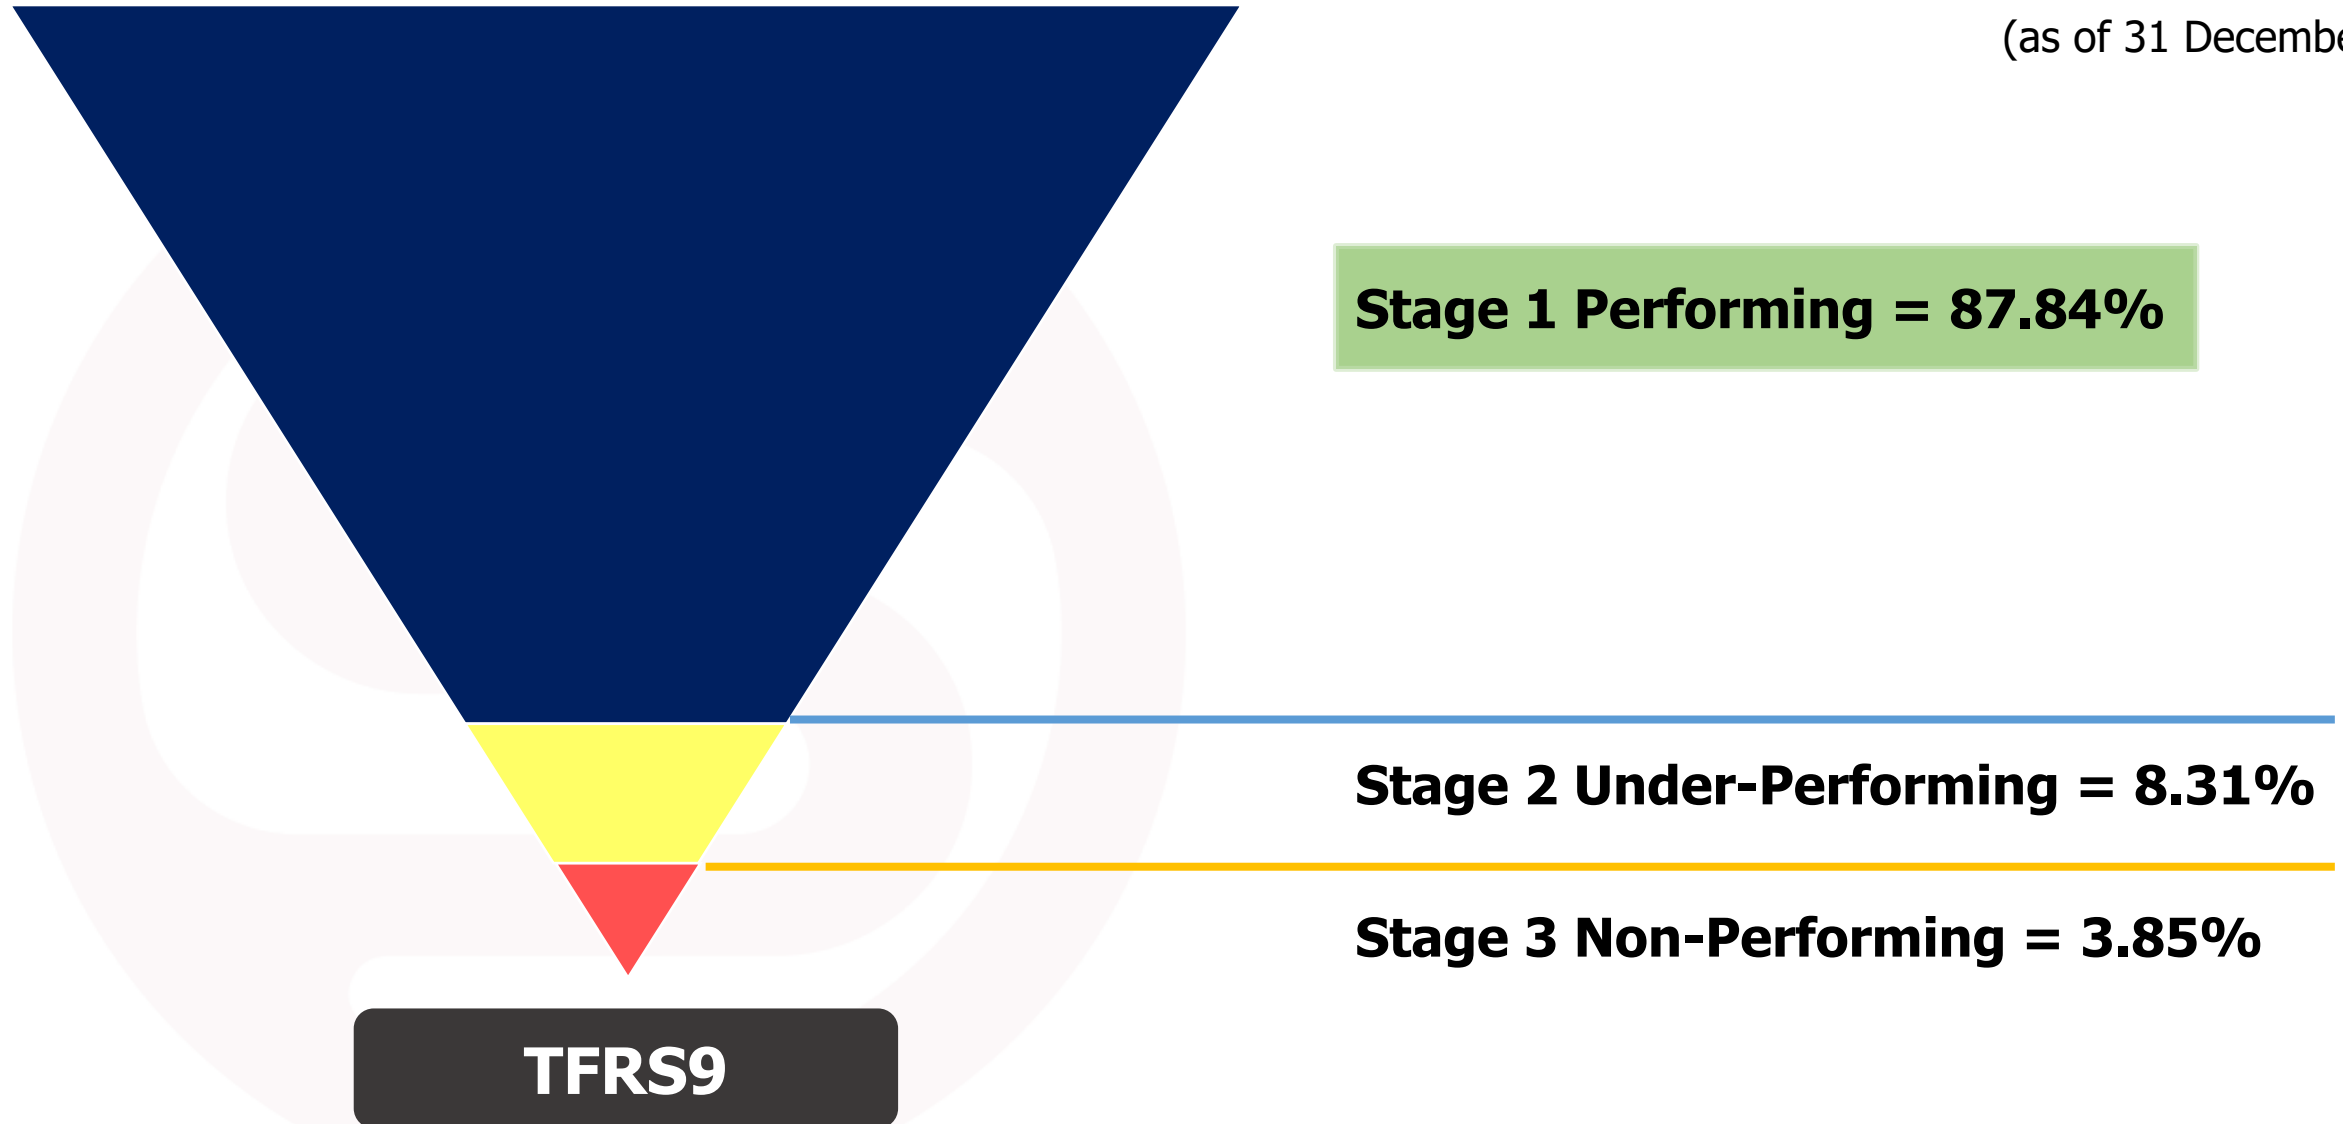 (as of 31 December
Stage 1 Performing = 87.84%
Stage 2 Under-Performing = 8.31%
Stage 3 Non-Performing = 3.85%
TFRS9